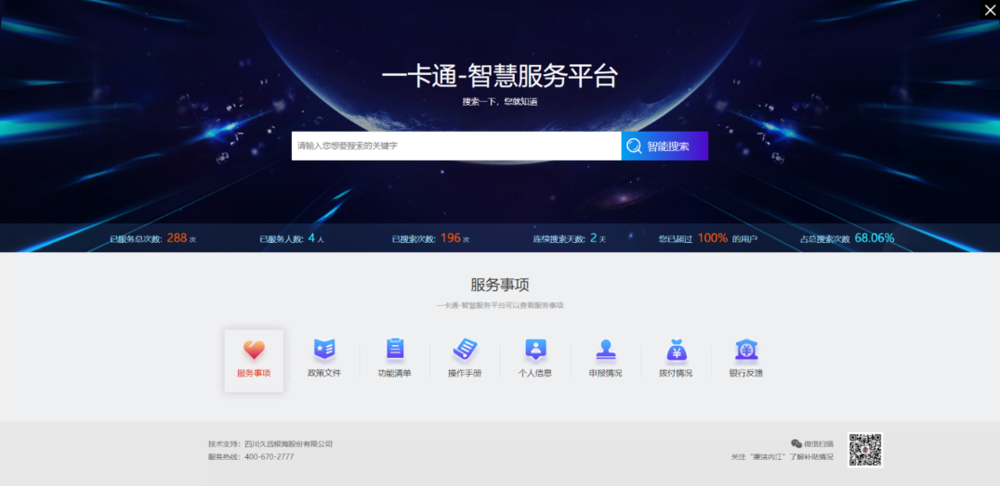 一卡通-智慧服务平台
搜索一下，您就知道
请输入您想要搜索的关键字
智能搜索
已服务总次数: 288 次 已服务人数: 4 人 已搜索次数: 196 次 连续搜索天数: 2 天 您已超过 100% 的用户 占总搜索次数 68.06%
服务事项
一卡通-智慧服务平台可以查看服务事项
服务事项 政策文件 功能清单 操作手册 个人信息 申报情况 拨付情况 银行反馈
技术支持：四川久远银海股份有限公司
服务热线：400-670-2777
微信扫描
关注“廉洁内江”了解补贴情况